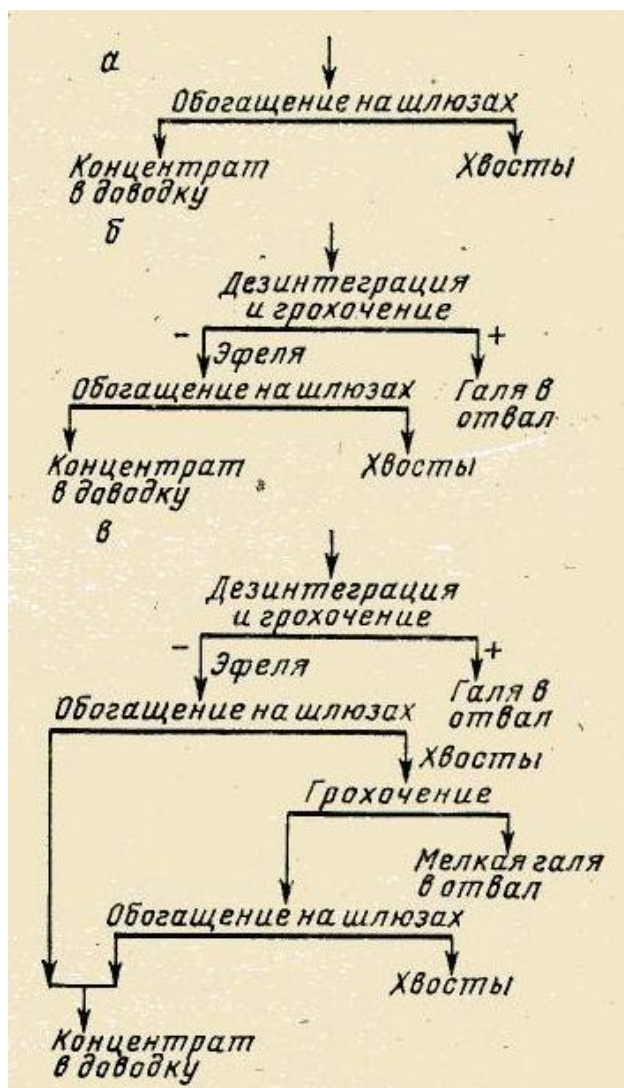 а
Обогащение на шлюзах
Концентрат
в доводку
Хвосты
б
Дезинтеграция
и грохочение
- +
Эфеля
Обогащение на шлюзах
Галя в
отвал
Концентрат
в доводку
Хвосты
в
Дезинтеграция
и грохочение
- +
Эфеля
Обогащение на шлюзах
Галя в
отвал
Хвосты
Грохочение
Мелкая галя
в отвал
Обогащение на шлюзах
Хвосты
Концентрат
в доводку